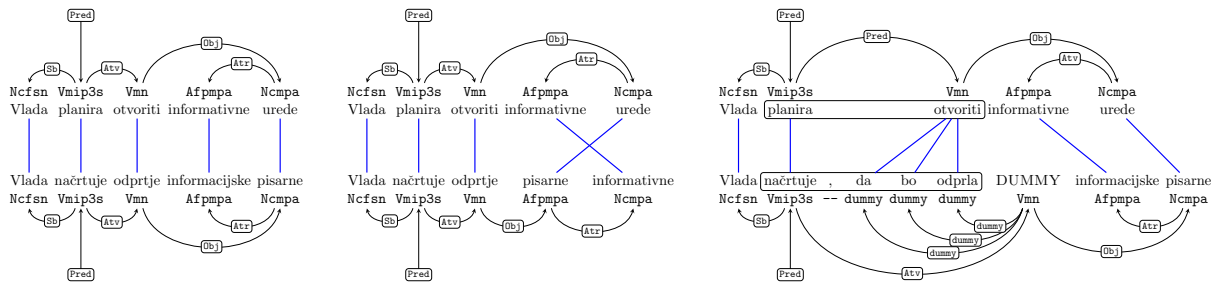 Pred
Obj
Sb Atv Atr
Ncfsn Vmip3s Vmn Afpmpa Ncmpa
Vlada planira otvoriti informativne urede
Vlada načrtuje odprtje informacijske pisarne
Ncfsn Vmip3s Vmn Afpmpa Ncmpa
Sb Atv Atr
Obj
Pred
Pred
Obj
Sb Atv Atr
Ncfsn Vmip3s Vmn Afpmpa Ncmpa
Vlada planira otvoriti informativne urede
Vlada načrtuje odprtje pisarne informativne
Ncfsn Vmip3s Vmn Afpmpa Ncmpa
Sb Atv Obj Atr
Pred
Pred
Pred Obj
Sb Atv
Ncfsn Vmip3s Vmn Afpmpa Ncmpa
Vlada planira otvoriti informativne urede
Vlada načrtuje , da bo odprla DUMMY informacijske pisarne
Ncfsn Vmip3s -- dummy dummy dummy Vmn Afpmpa Ncmpa
Sb dummy Atr
dummy
dummy Obj
Atv
Pred